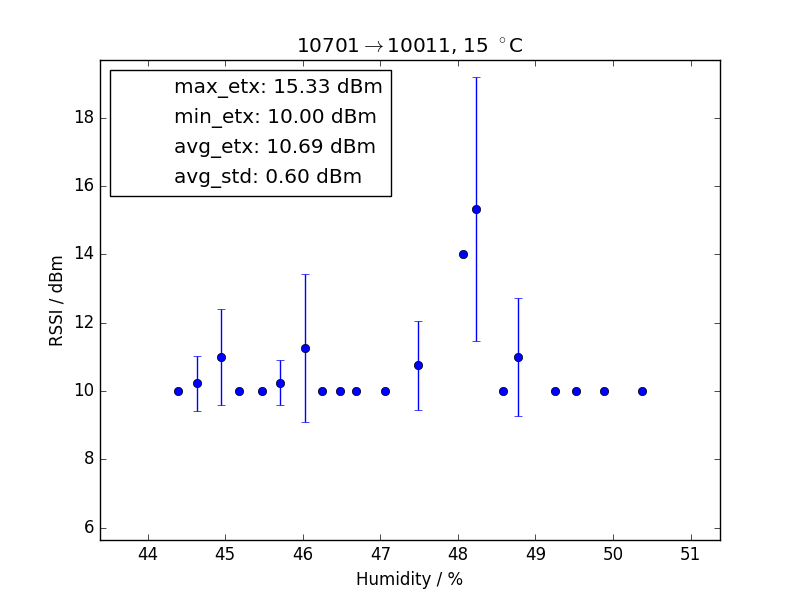 10701→10011, 15 °C
max_etx: 15.33 dBm
min_etx: 10.00 dBm
avg_etx: 10.69 dBm
avg_std: 0.60 dBm
18
16
14
12
10
8
6
RSSI / dBm
44 45 46 47 48 49 50 51
Humidity / %